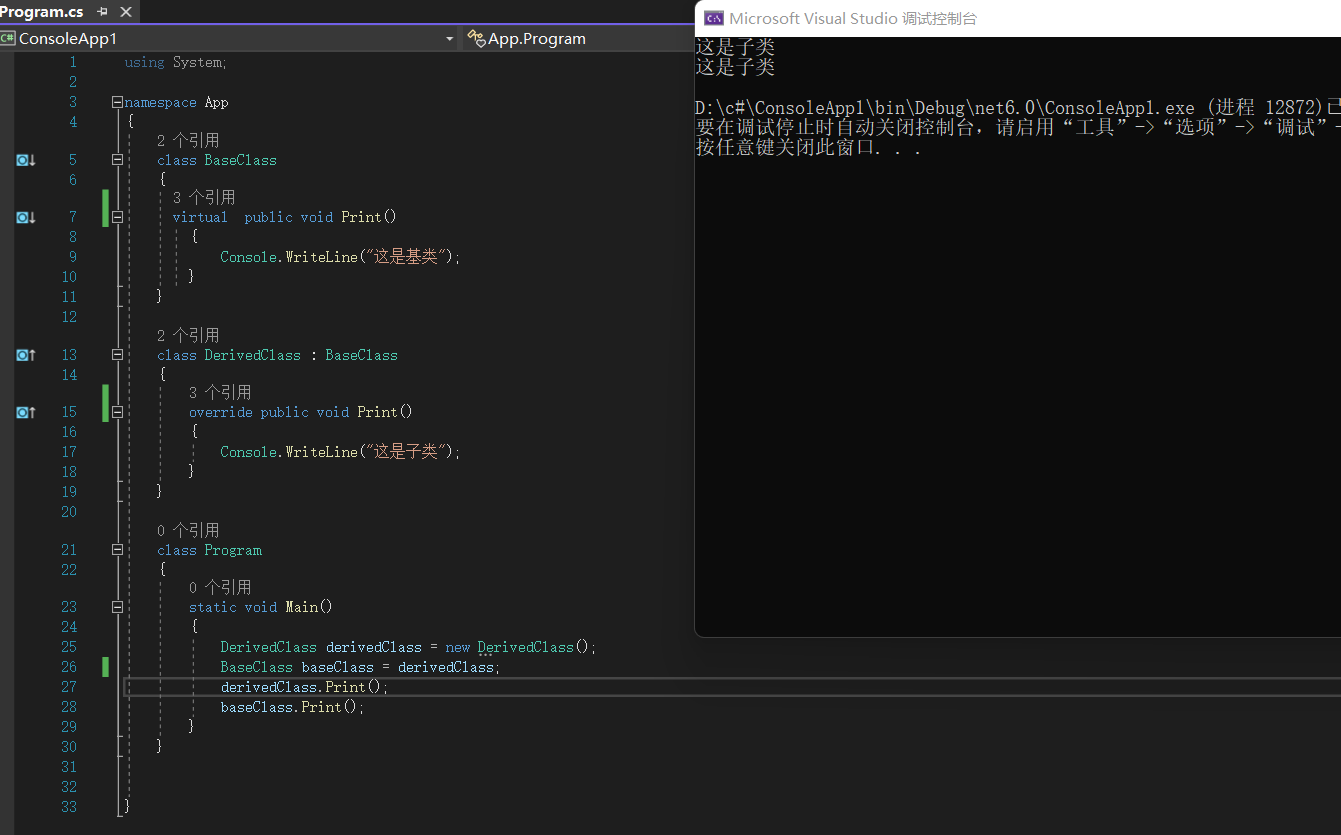 Program.cs
ConsoleApp1
App.Program
1 using System;
2
3 namespace App
4 {
2 个引用
5 class BaseClass
6 {
3 个引用
7 virtual  public void Print()
8 {
9 Console.WriteLine("这是基类");
10 }
11 }
12
2 个引用
13 class DerivedClass : BaseClass
14 {
3 个引用
15 override public void Print()
16 {
17 Console.WriteLine("这是子类");
18 }
19 }
20
0 个引用
21 class Program
22 {
0 个引用
23 static void Main()
24 {
25 DerivedClass derivedClass = new DerivedClass();
26 BaseClass baseClass = derivedClass;
27 derivedClass.Print();
28 baseClass.Print();
29 }
30 }
31
32
33 }
Microsoft Visual Studio 调试控制台
这是子类
这是子类
D:\c#\ConsoleApp1\bin\Debug\net6.0\ConsoleApp1.exe (进程 12872)已
要在调试停止时自动关闭控制台，请启用“工具”->“选项”->“调试”-
按任意键关闭此窗口. . .